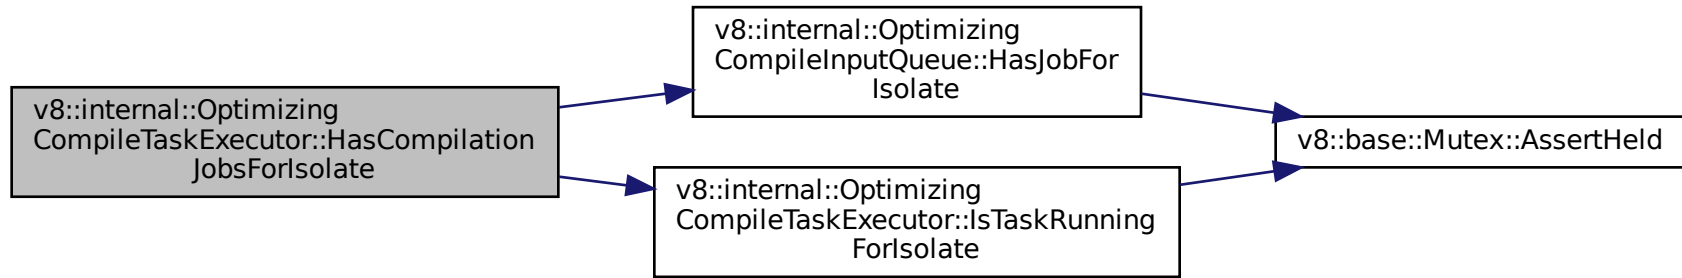 v8::internal::Optimizing
CompileTaskExecutor::HasCompilation
JobsForIsolate
v8::internal::Optimizing
CompileInputQueue::HasJobFor
Isolate
v8::internal::Optimizing
CompileTaskExecutor::IsTaskRunning
ForIsolate
v8::base::Mutex::AssertHeld